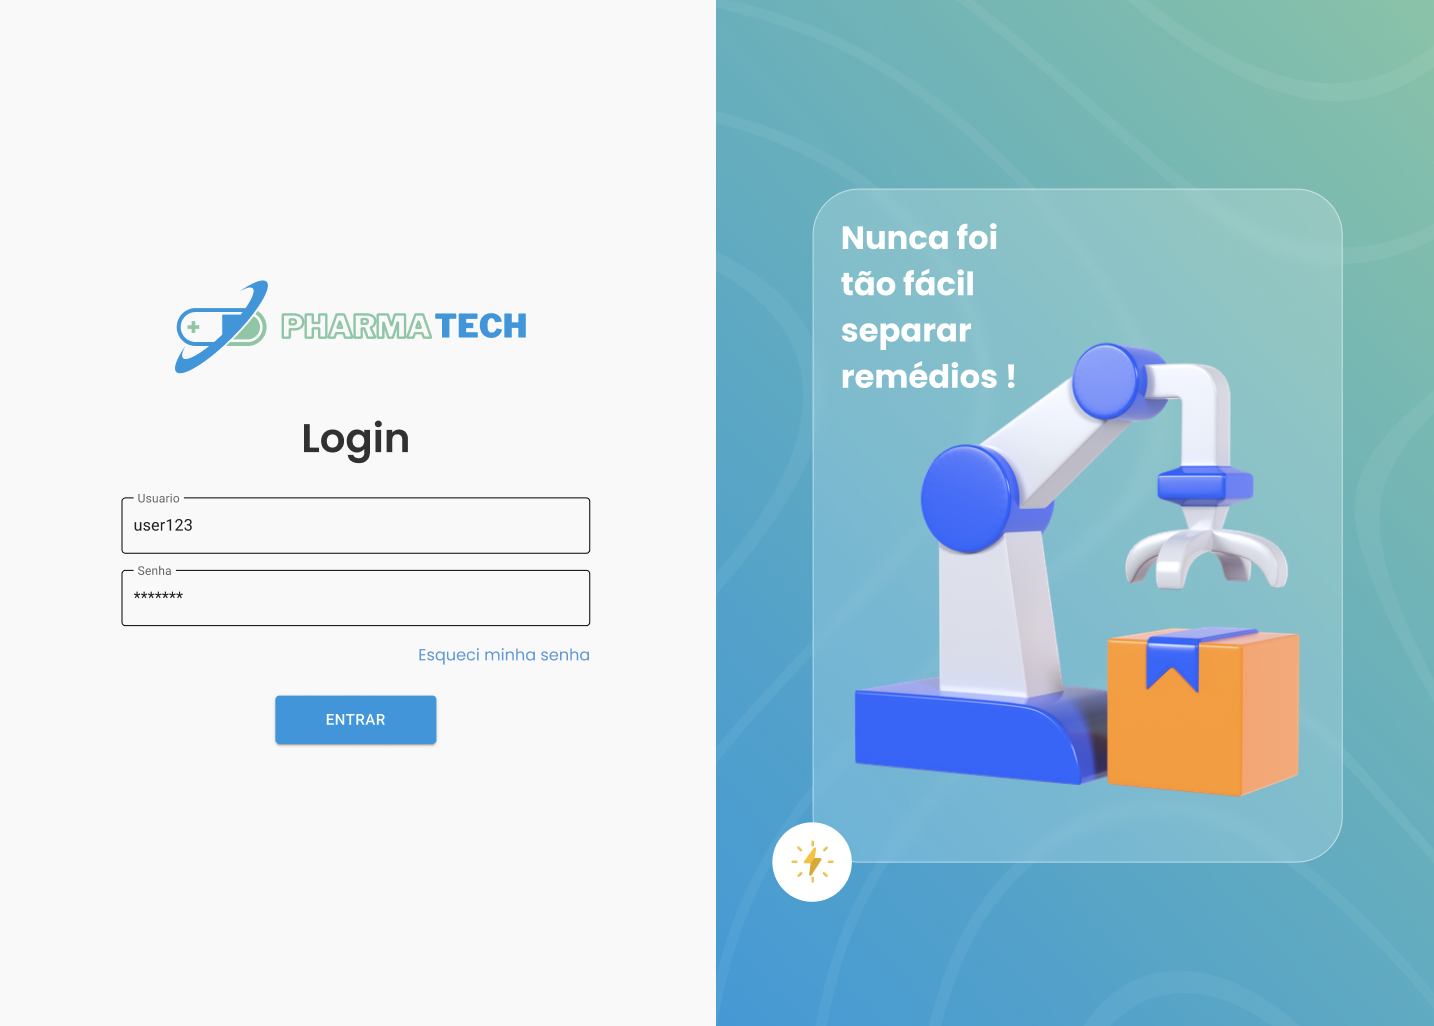 PHARMATECH
Login
Usuario
user123
Senha
*******
Esqueci minha senha
ENTRAR
Nunca foi
tão fácil
separar
remédios !